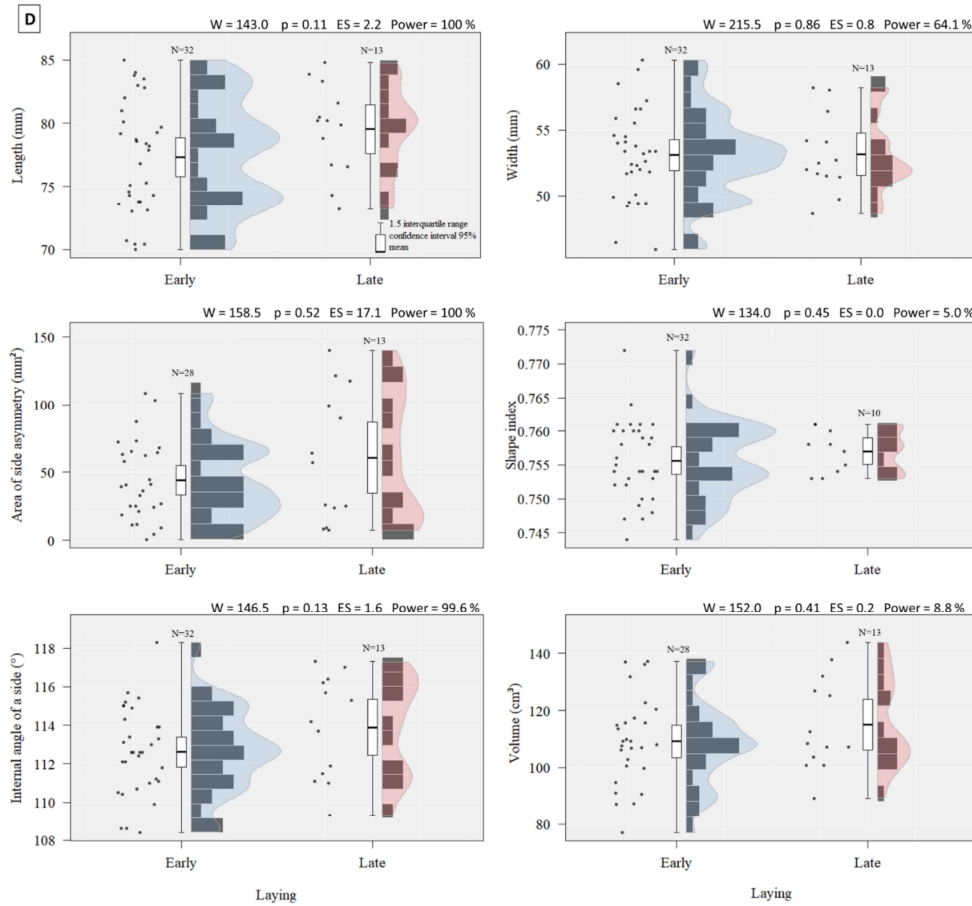 D
W = 143.0 p = 0.11 ES = 2.2 Power = 100 %
85
80
75
70
Length (mm)
N=32
N=13
1.5 interquartile range
confidence interval 95%
mean
Early
Late
W = 215.5 p = 0.86 ES = 0.8 Power = 64.1 %
60
55
50
Width (mm)
N=32
N=13
Early
Late
W = 158.5 p = 0.52 ES = 17.1 Power = 100 %
150
100
50
0
Area of side asymmetry (mm²)
N=28
N=13
Early
Late
W = 134.0 p = 0.45 ES = 0.0 Power = 5.0 %
0.775
0.770
0.765
0.760
0.755
0.750
0.745
Shape index
N=32
N=10
Early
Late
W = 146.5 p = 0.13 ES = 1.6 Power = 99.6 %
118
116
114
112
110
108
Internal angle of a side (°)
N=32
N=13
Early
Late
Laying
W = 152.0 p = 0.41 ES = 0.2 Power = 8.8 %
140
120
100
80
Volume (cm³)
N=28
N=13
Early
Late
Laying